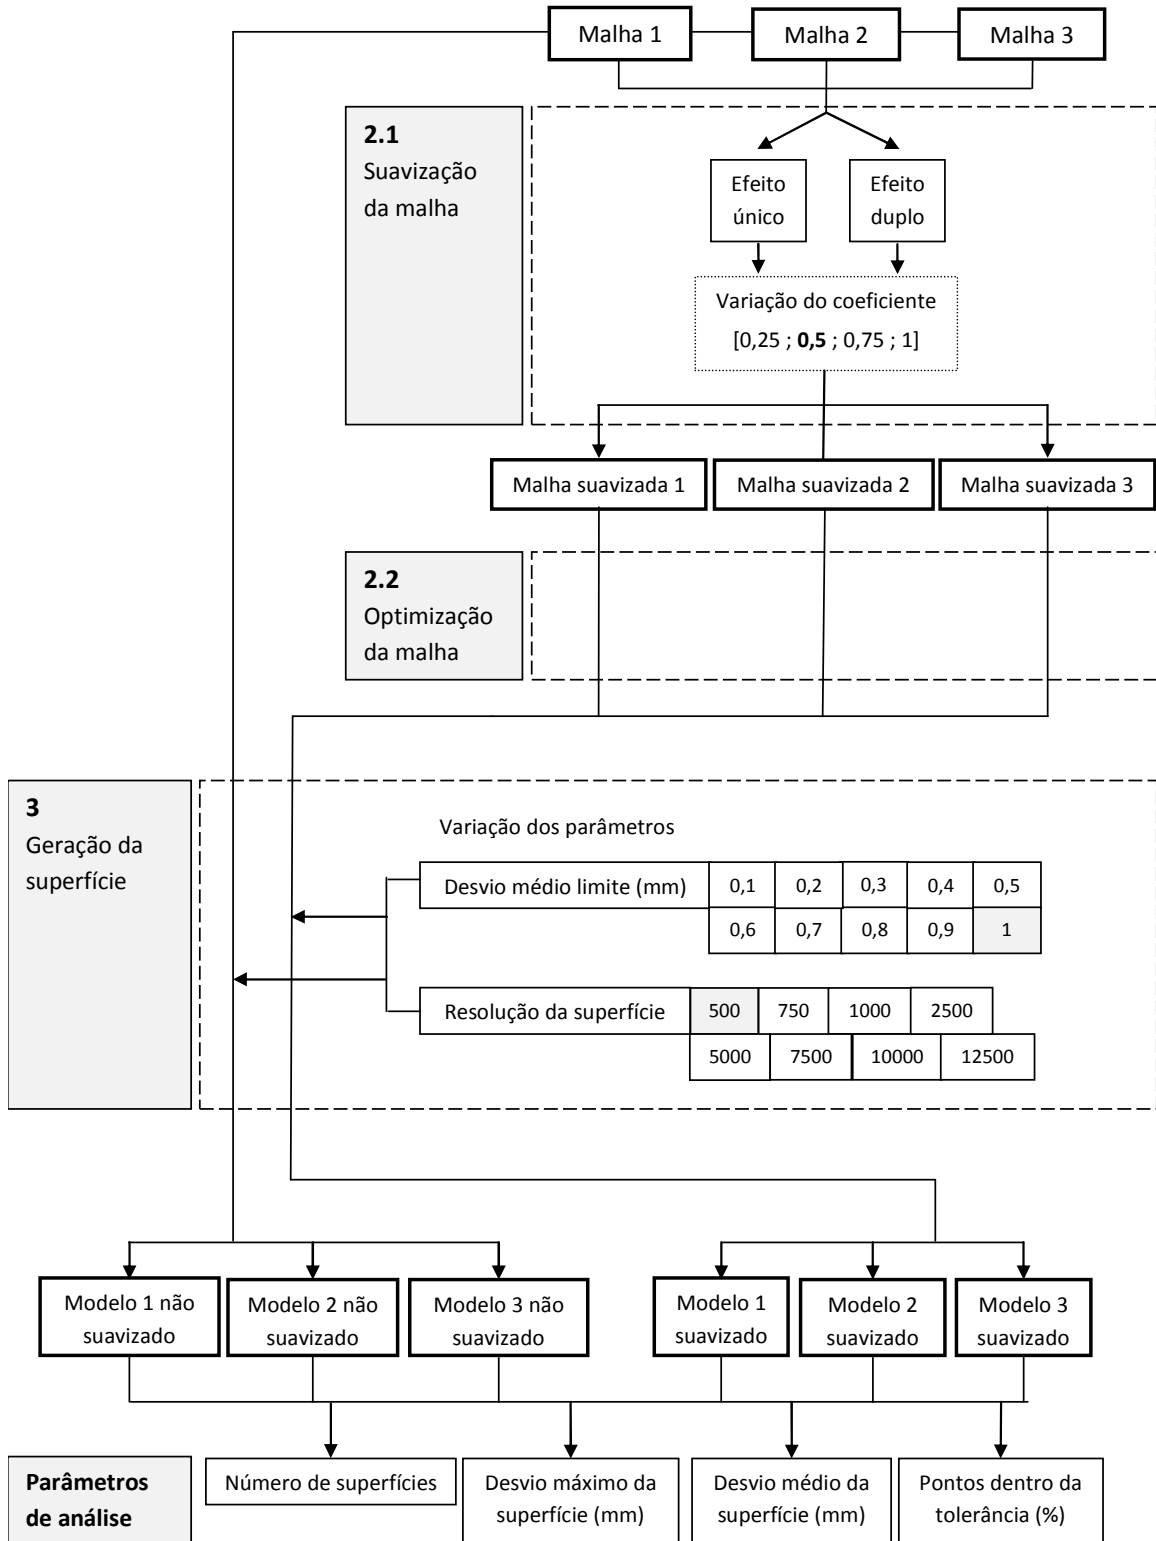 Malha 1
Malha 2
Malha 3
2.1
Suavização
da malha
Efeito
único
Efeito
duplo
Variação do coeficiente
[0,25 ; 0,5 ; 0,75 ; 1]
Malha suavizada 1
Malha suavizada 2
Malha suavizada 3
2.2
Optimização
da malha
3
Geração da
superfície
Variação dos parâmetros
Desvio médio limite (mm)
0,1
0,2
0,3
0,4
0,5
0,6
0,7
0,8
0,9
1
Resolução da superfície
500
750
1000
2500
5000
7500
10000
12500
Modelo 1 não
suavizado
Modelo 2 não
suavizado
Modelo 3 não
suavizado
Modelo 1
suavizado
Modelo 2
suavizado
Modelo 3
suavizado
Parâmetros
de análise
Número de superfícies
Desvio máximo da
superfície (mm)
Desvio médio da
superfície (mm)
Pontos dentro da
tolerância (%)